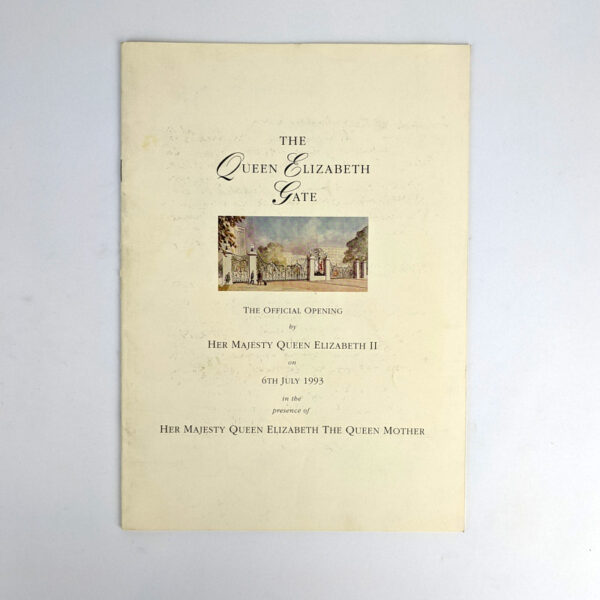 THE
QUEEN ELIZABETH
GATE
THE OFFICIAL OPENING
by
HER MAJESTY QUEEN ELIZABETH II
on
6TH JULY 1993
in the
presence of
HER MAJESTY QUEEN ELIZABETH THE QUEEN MOTHER